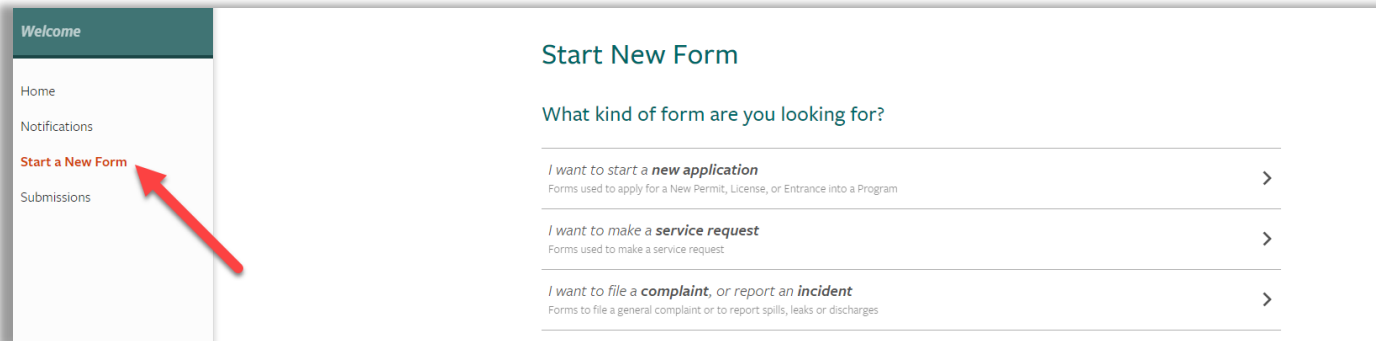 Welcome
Home
Notifications
Start a New Form
Submissions
Start New Form
What kind of form are you looking for?
I want to start a new application
Forms used to apply for a New Permit, License, or Entrance into a Program
I want to make a service request
Forms used to make a service request
I want to file a complaint, or report an incident
Forms to file a general complaint or to report spills, leaks or discharges